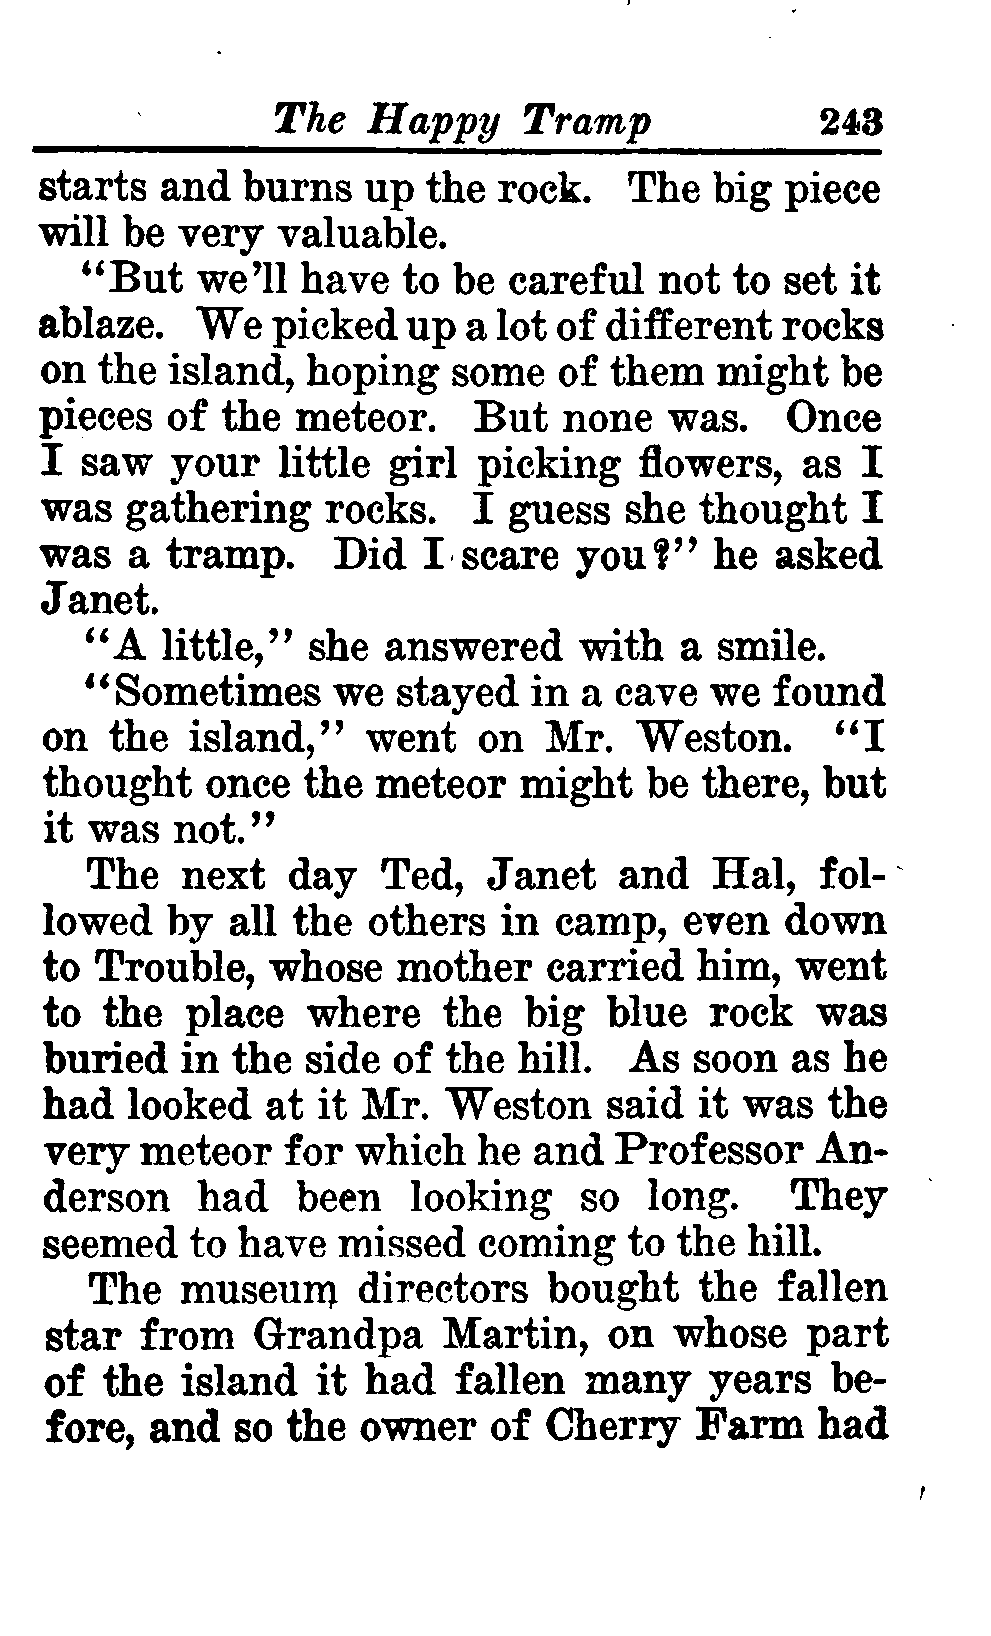 The Happy Tramp 243
starts and burns up the rock. The big piece
will be very valuable.
"But we'll have to be careful not to set it
ablaze. We picked up a lot of different rocks
on the island, hoping some of them might be
pieces of the meteor. But none was. Once
I saw your little girl picking flowers, as I
was gathering rocks. I guess she thought I
was a tramp. Did I scare you?" he asked
Janet.
"A little," she answered with a smile.
"Sometimes we stayed in a cave we found
on the island," went on Mr. Weston. "I
thought once the meteor might be there, but
it was not."
The next day Ted, Janet and Hal, fol-
lowed by all the others in camp, even down
to Trouble, whose mother carried him, went
to the place where the big blue rock was
buried in the side of the hill. As soon as he
had looked at it Mr. Weston said it was the
very meteor for which he and Professor An-
derson had been looking so long. They
seemed to have missed coming to the hill.
The museum directors bought the fallen
star from Grandpa Martin, on whose part
of the island it had fallen many years be-
fore, and so the owner of Cherry Farm had